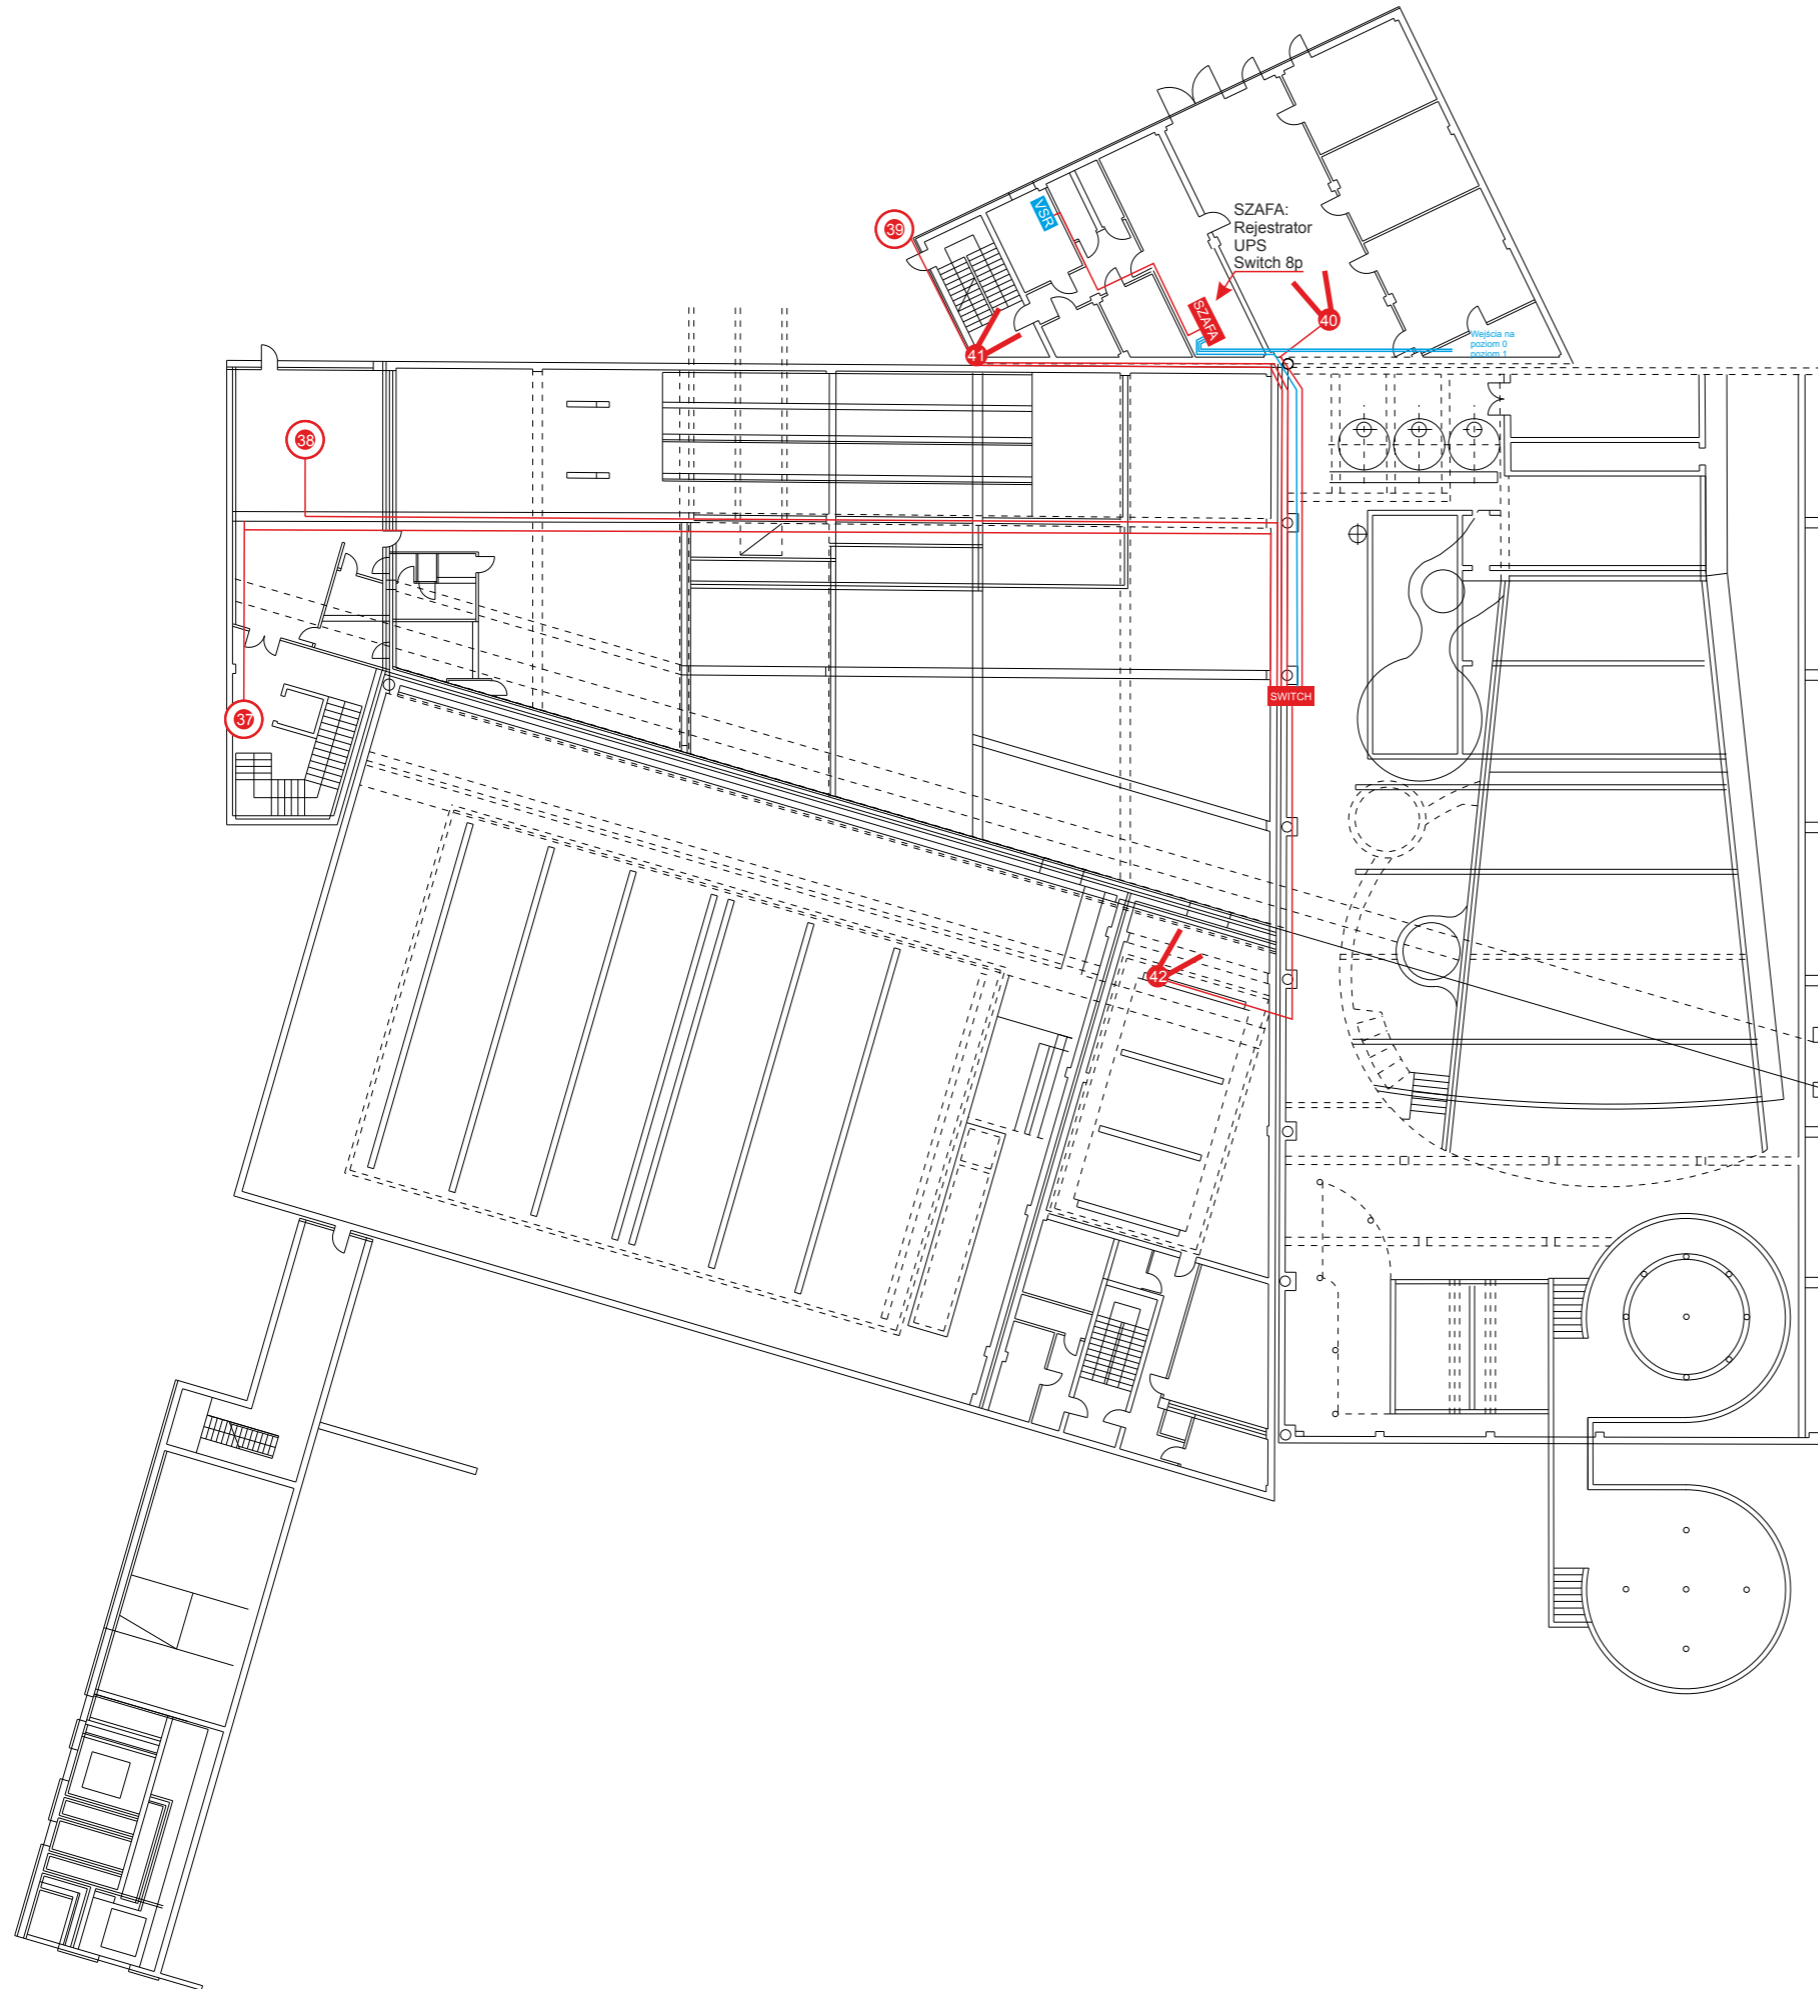 VSR
SZAFA:
Rejestrator
UPS
Switch 8p
39
SZAFA
40
Wejścia na
poziom 0
poziom 1
41
38
SWITCH
37
42